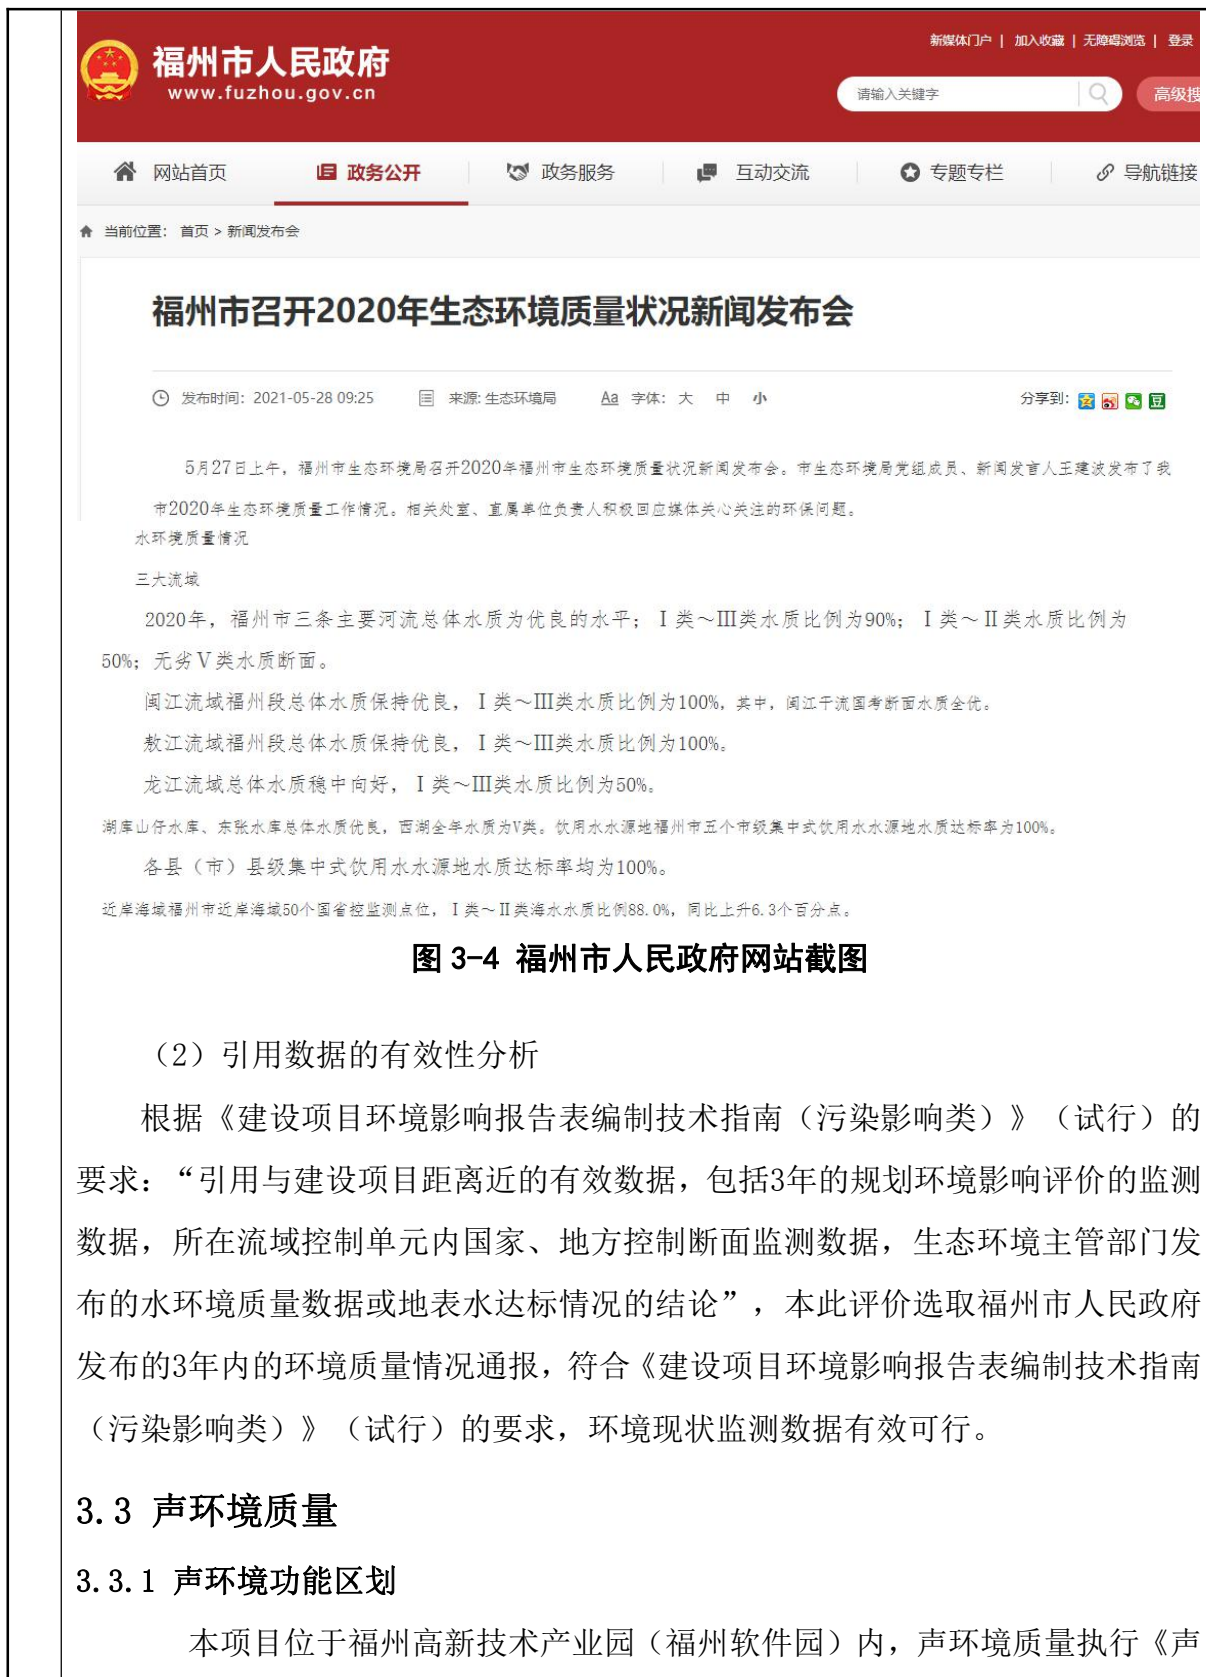 新媒体门户 | 加入收藏 | 无障碍浏览 | 登录
福州市人民政府
www.fuzhou.gov.cn
请输入关键字
高级搜
网站首页 政务公开 政务服务 互动交流 专题专栏 导航链接
当前位置： 首页 > 新闻发布会
福州市召开2020年生态环境质量状况新闻发布会
发布时间：2021-05-28 09:25 来源: 生态环境局 Aa 字体： 大 中 小 分享到：
5月27日上午，福州市生态环境局召开2020年福州市生态环境质量状况新闻发布会。市生态环境局党组成员、新闻发言人王建波发布了我
市2020年生态环境质量工作情况。相关处室、直属单位负责人积极回应媒体关心关注的环保问题。
水环境质量情况
三大流域
2020年，福州市三条主要河流总体水质为优良的水平；Ⅰ类～Ⅲ类水质比例为90%；Ⅰ类～Ⅱ类水质比例为
50%；无劣Ⅴ类水质断面。
闽江流域福州段总体水质保持优良，Ⅰ类～Ⅲ类水质比例为100%，其中，闽江干流国考断面水质全优。
敖江流域福州段总体水质保持优良，Ⅰ类～Ⅲ类水质比例为100%。
龙江流域总体水质稳中向好，Ⅰ类～Ⅲ类水质比例为50%。
湖库山仔水库、东张水库总体水质优良，西湖全年水质为V类。饮用水水源地福州市五个市级集中式饮用水水源地水质达标率为100%。
各县（市）县级集中式饮用水水源地水质达标率均为100%。
近岸海域福州市近岸海域50个国省控监测点位，Ⅰ类～Ⅱ类海水水质比例88.0%，同比上升6.3个百分点。
图 3-4 福州市人民政府网站截图
（2）引用数据的有效性分析
根据《建设项目环境影响报告表编制技术指南（污染影响类）》（试行）的
要求：“引用与建设项目距离近的有效数据，包括3年的规划环境影响评价的监测
数据，所在流域控制单元内国家、地方控制断面监测数据，生态环境主管部门发
布的水环境质量数据或地表水达标情况的结论”，本此评价选取福州市人民政府
发布的3年内的环境质量情况通报，符合《建设项目环境影响报告表编制技术指南
（污染影响类）》（试行）的要求，环境现状监测数据有效可行。
3.3 声环境质量
3.3.1 声环境功能区划
本项目位于福州高新技术产业园（福州软件园）内，声环境质量执行《声